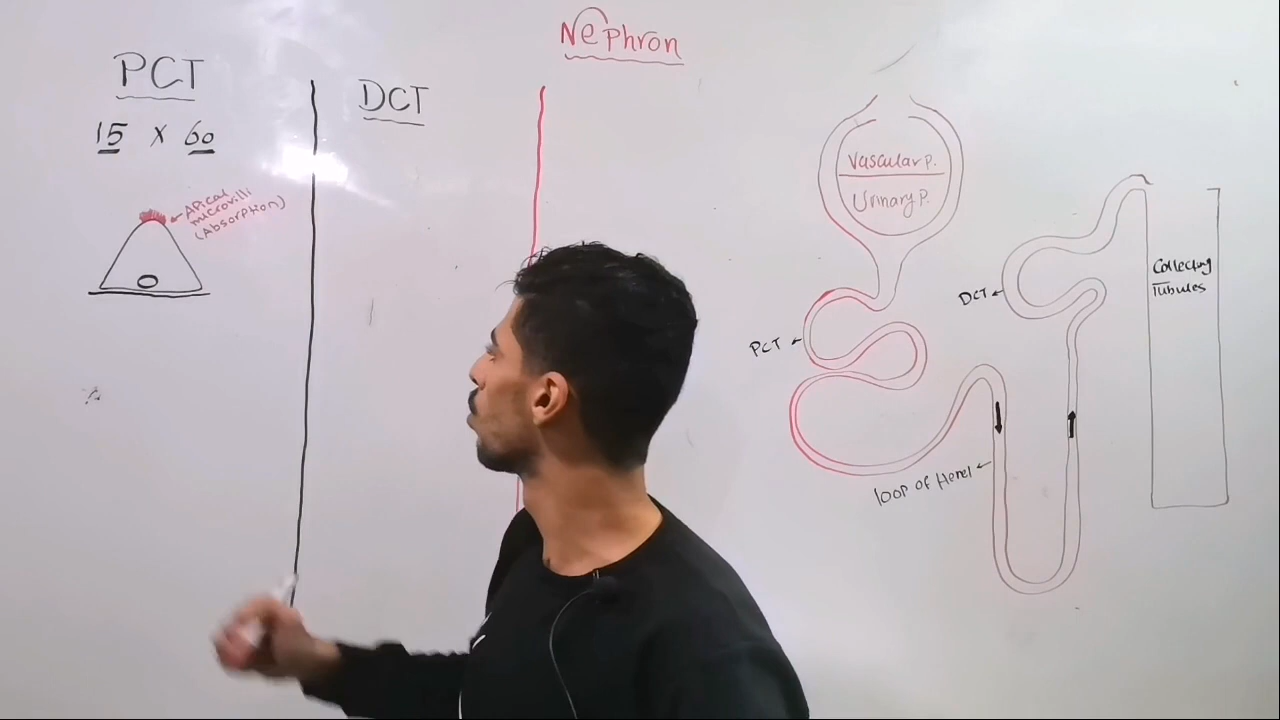 Nephron
PCT
15 x 60
Apical
microvilli
(Absorption)
DCT
Vascular P.
Urinary P.
PCT
DCT
Collecting
Tubules
loop of Henel